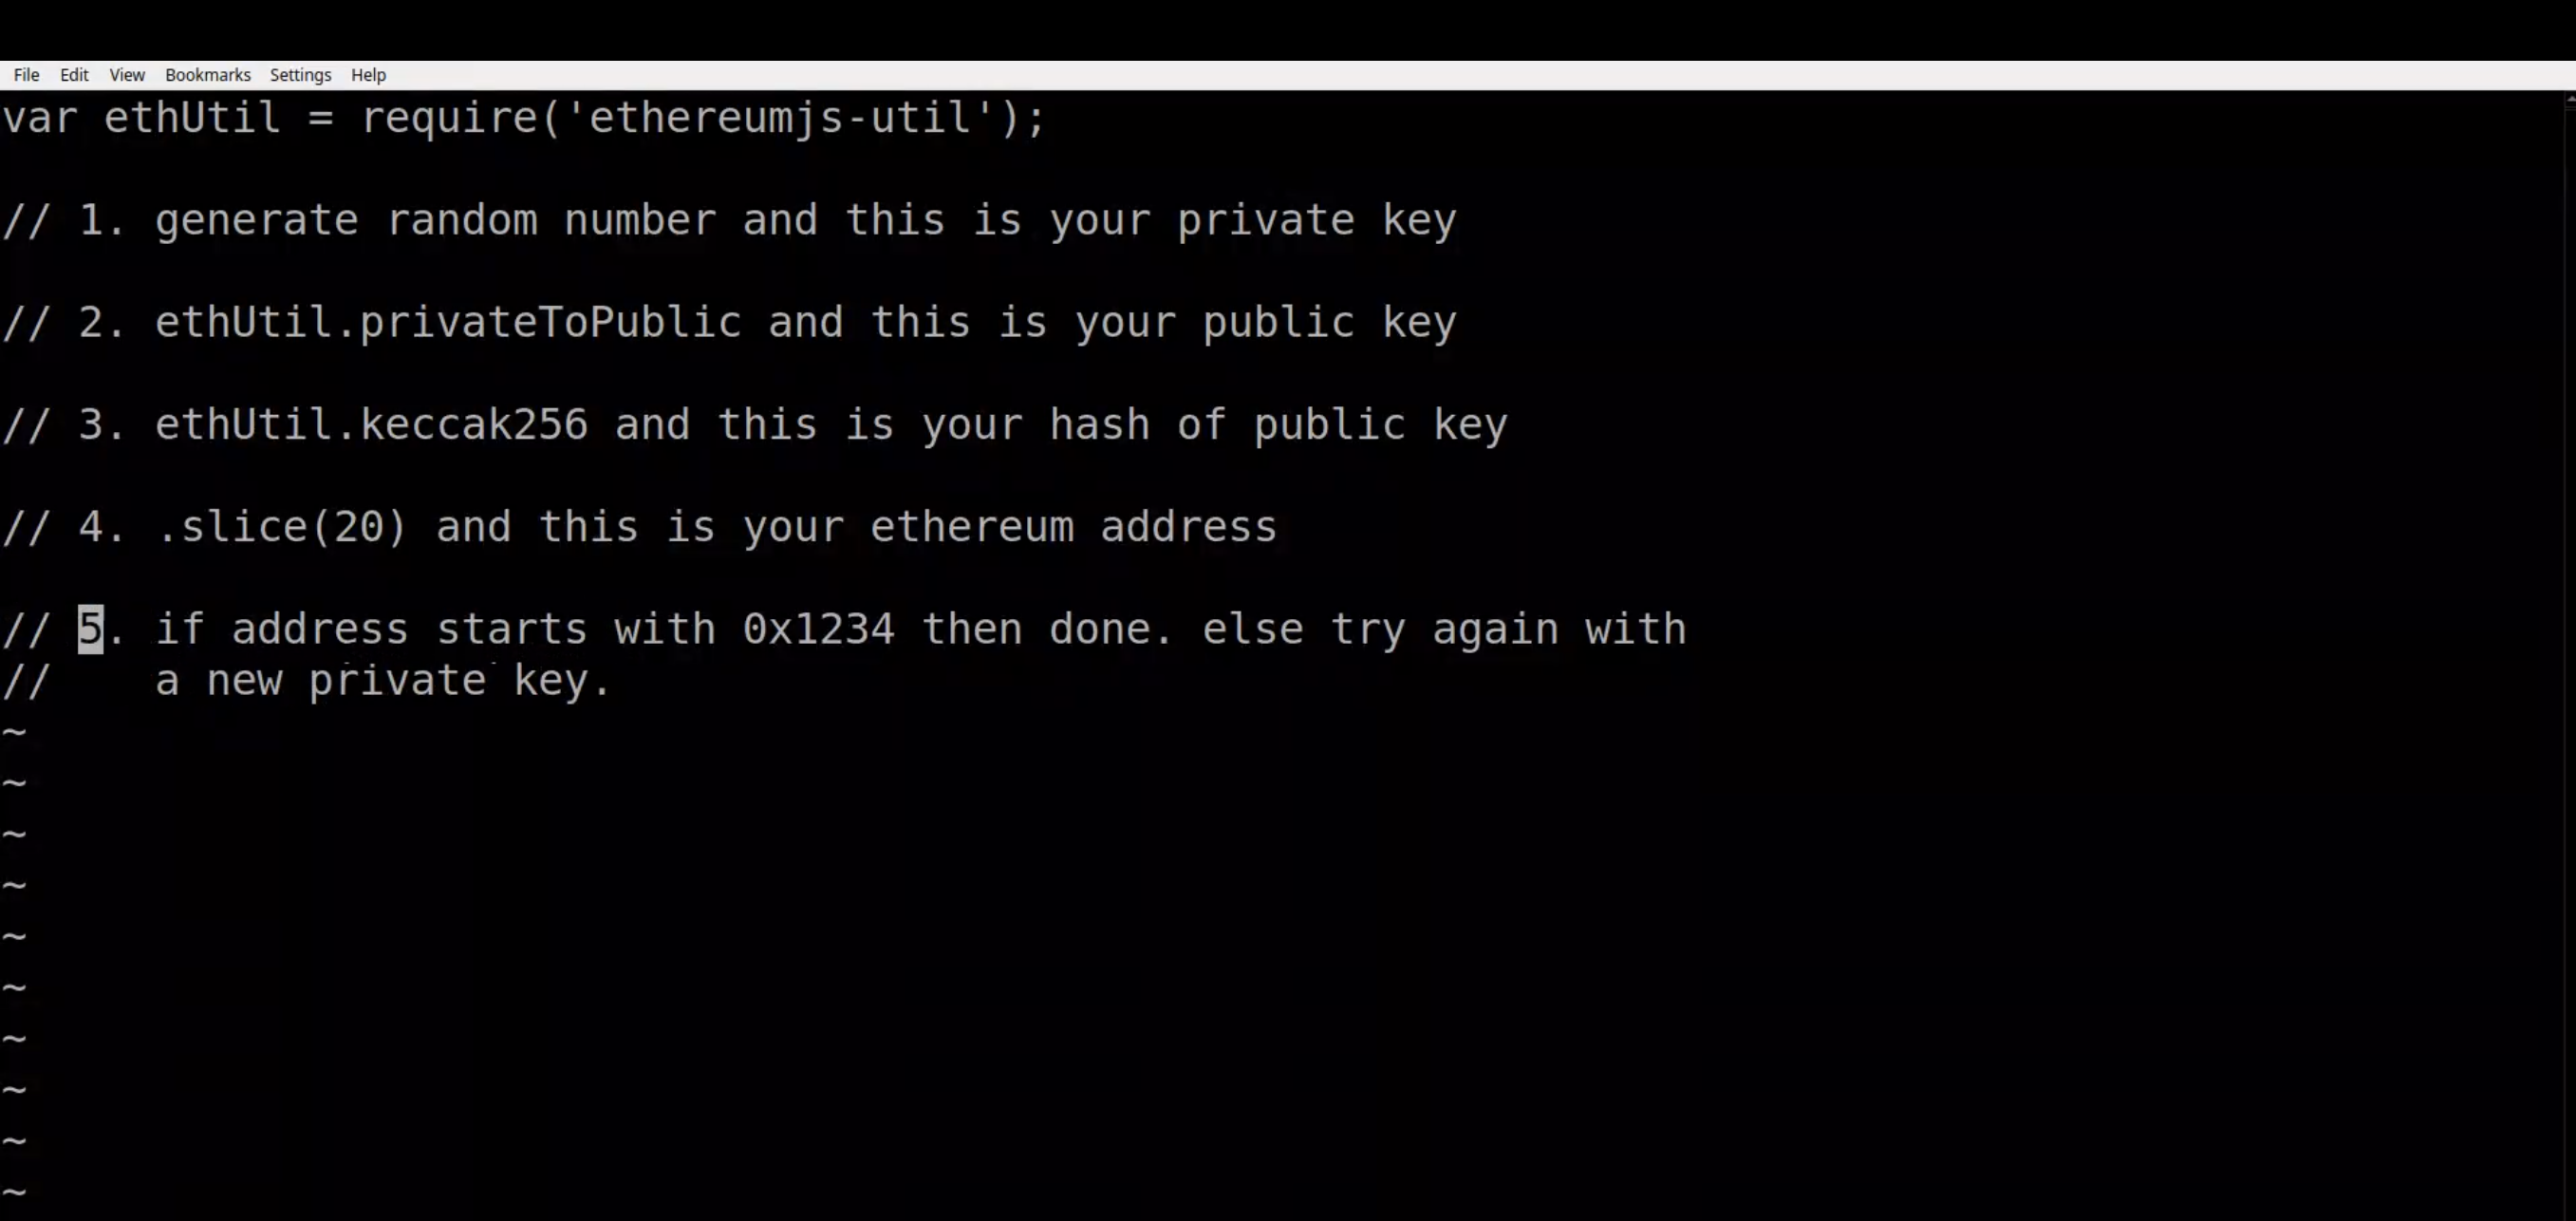 File Edit View Bookmarks Settings Help
var ethUtil = require('ethereumjs-util');
// 1. generate random number and this is your private key
// 2. ethUtil.privateToPublic and this is your public key
// 3. ethUtil.keccak256 and this is your hash of public key
// 4. .slice(20) and this is your ethereum address
// 5. if address starts with 0x1234 then done. else try again with
//    a new private key.
~
~
~
~
~
~
~
~
~
~